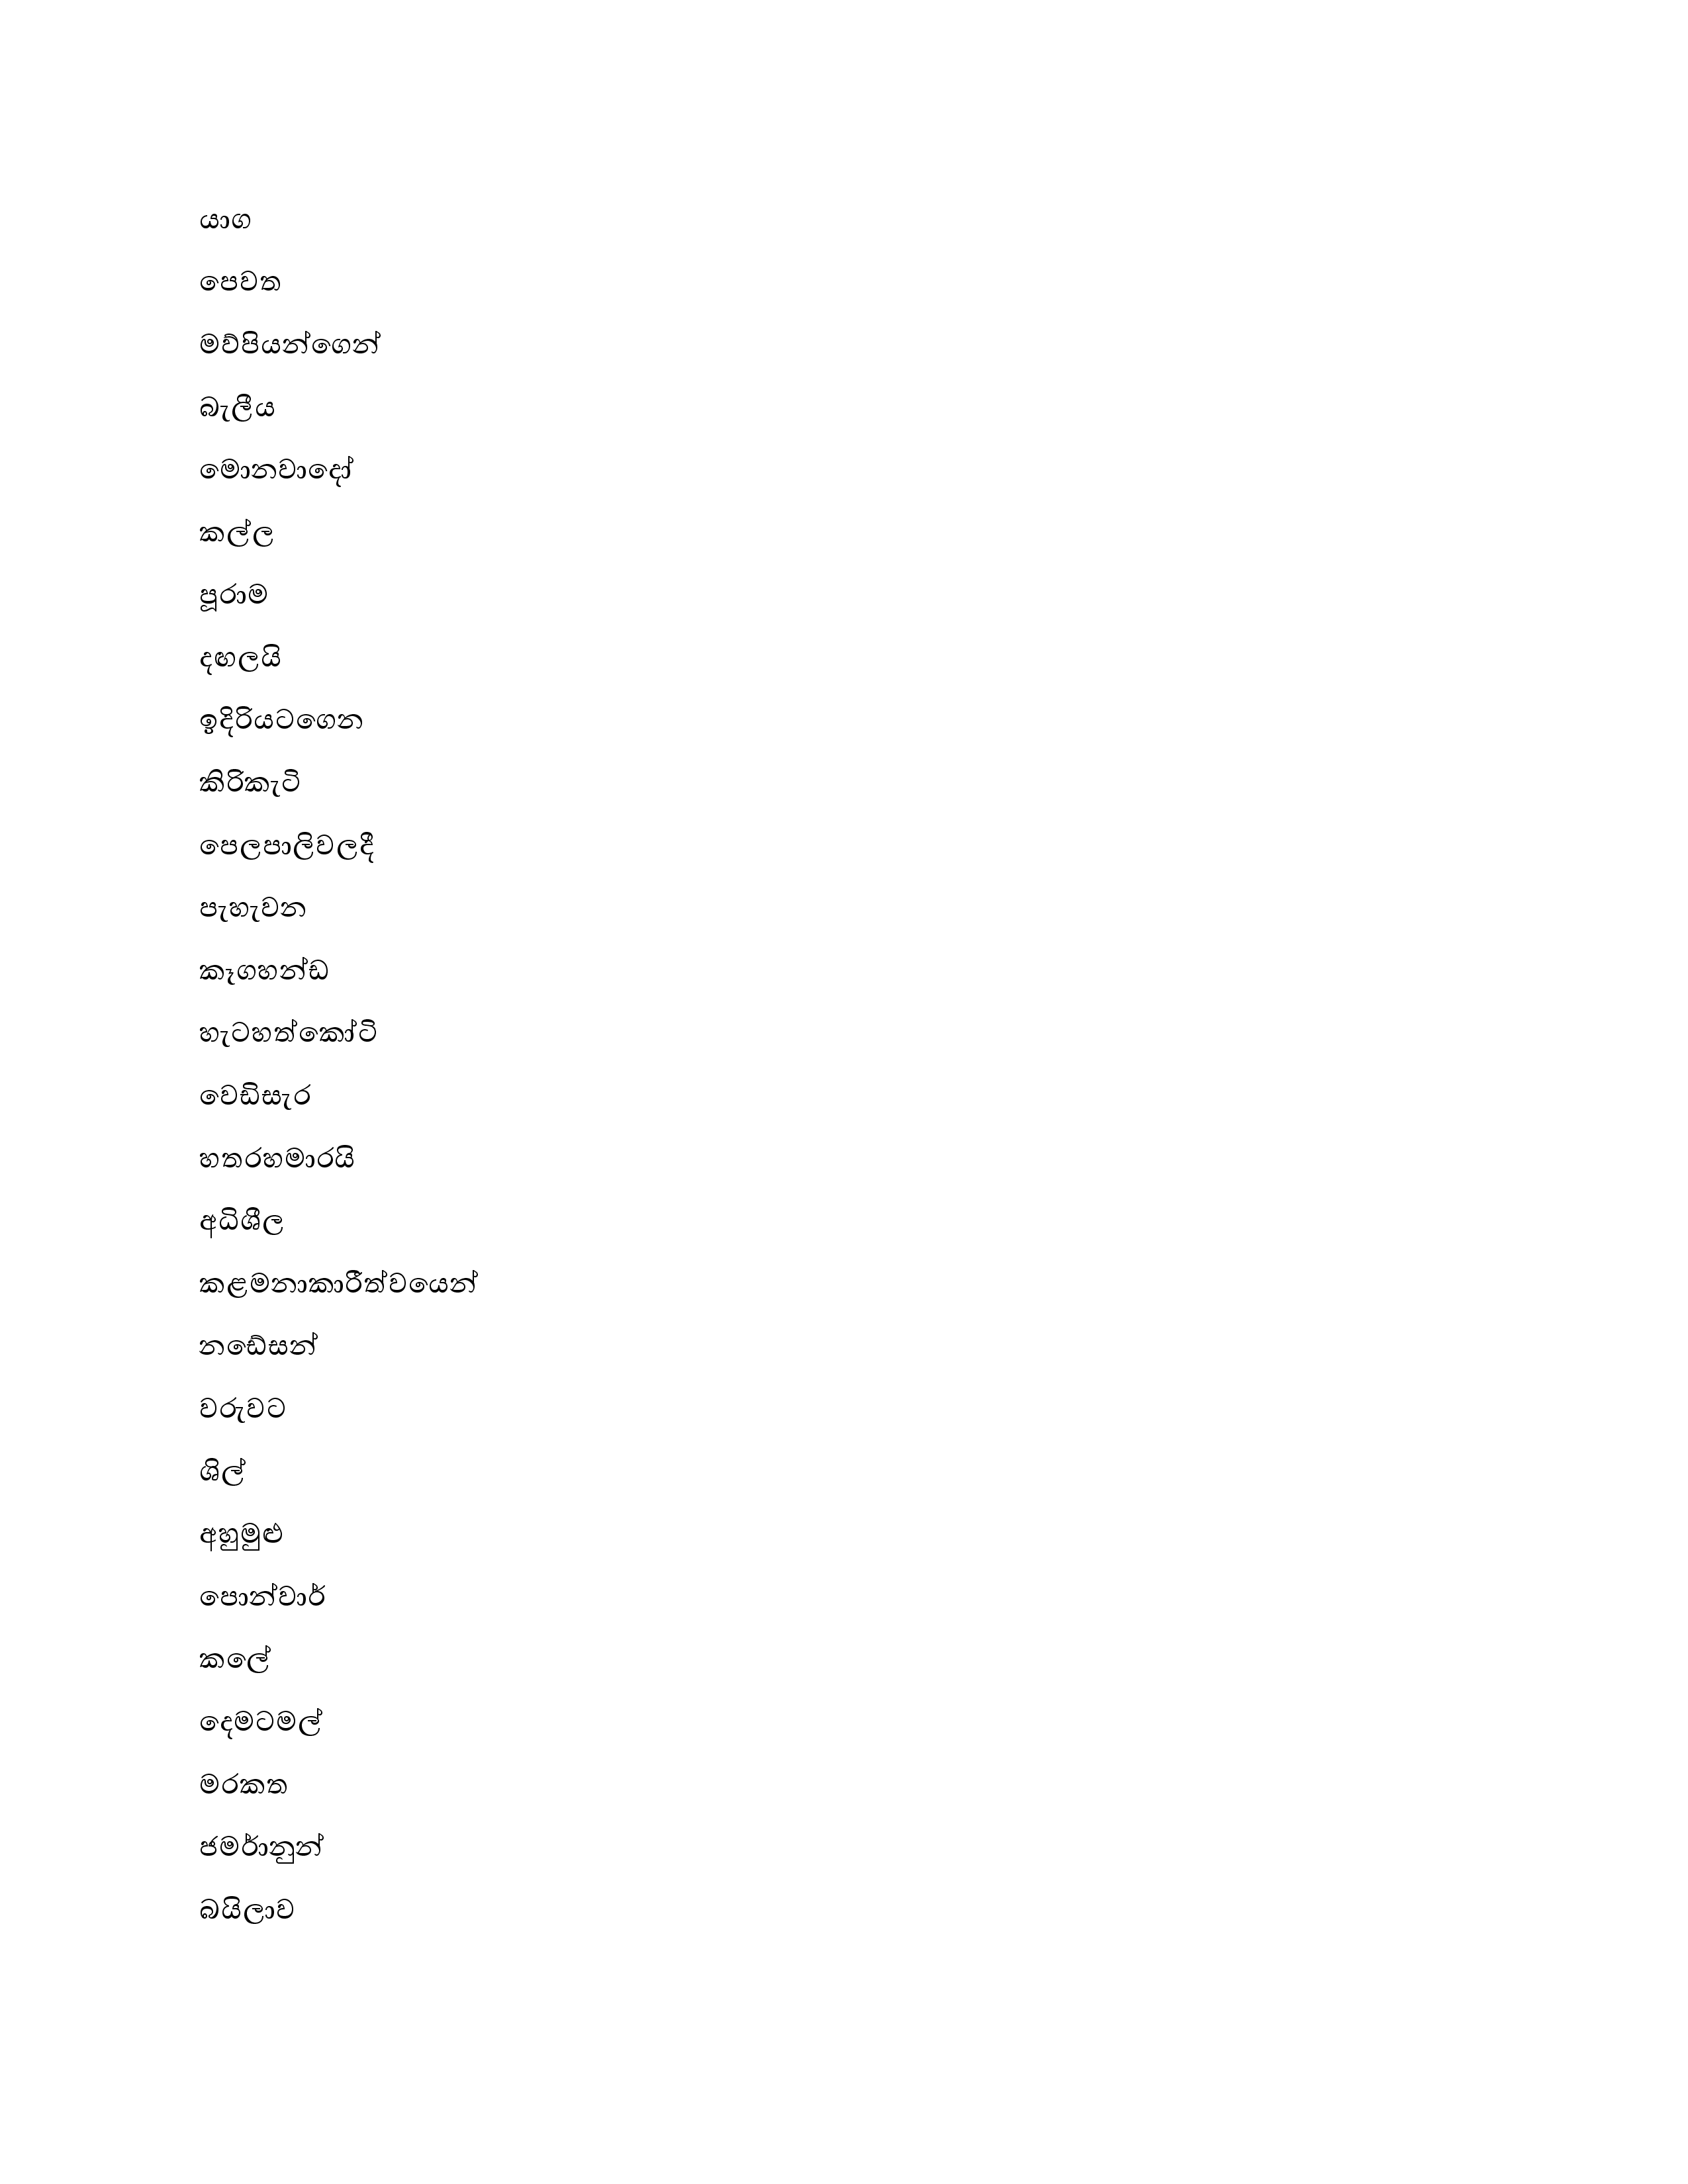 යාග
පෙවත
මව්පියන්ගෙන්
බැලීය
මොනවාදෝ
කල්ල
පූරාම
දඟලයි
ඉදිරියටගෙන
කිරිකැටි
පෙලපාලිවලදී
පැහැවන
කෑගහන්ඩ
හැටහත්කෝටි
වෙඩිසැර
හතරහමාරයි
අධිශීල
කළමනාකාරීත්වයෙන්
නඩේසන්
වරුවට
ශිල්
අහුමුළු
පොන්වාර්
කලේ
දෙමටමල්
මරකත
ජර්මානුන්
බයිලාව